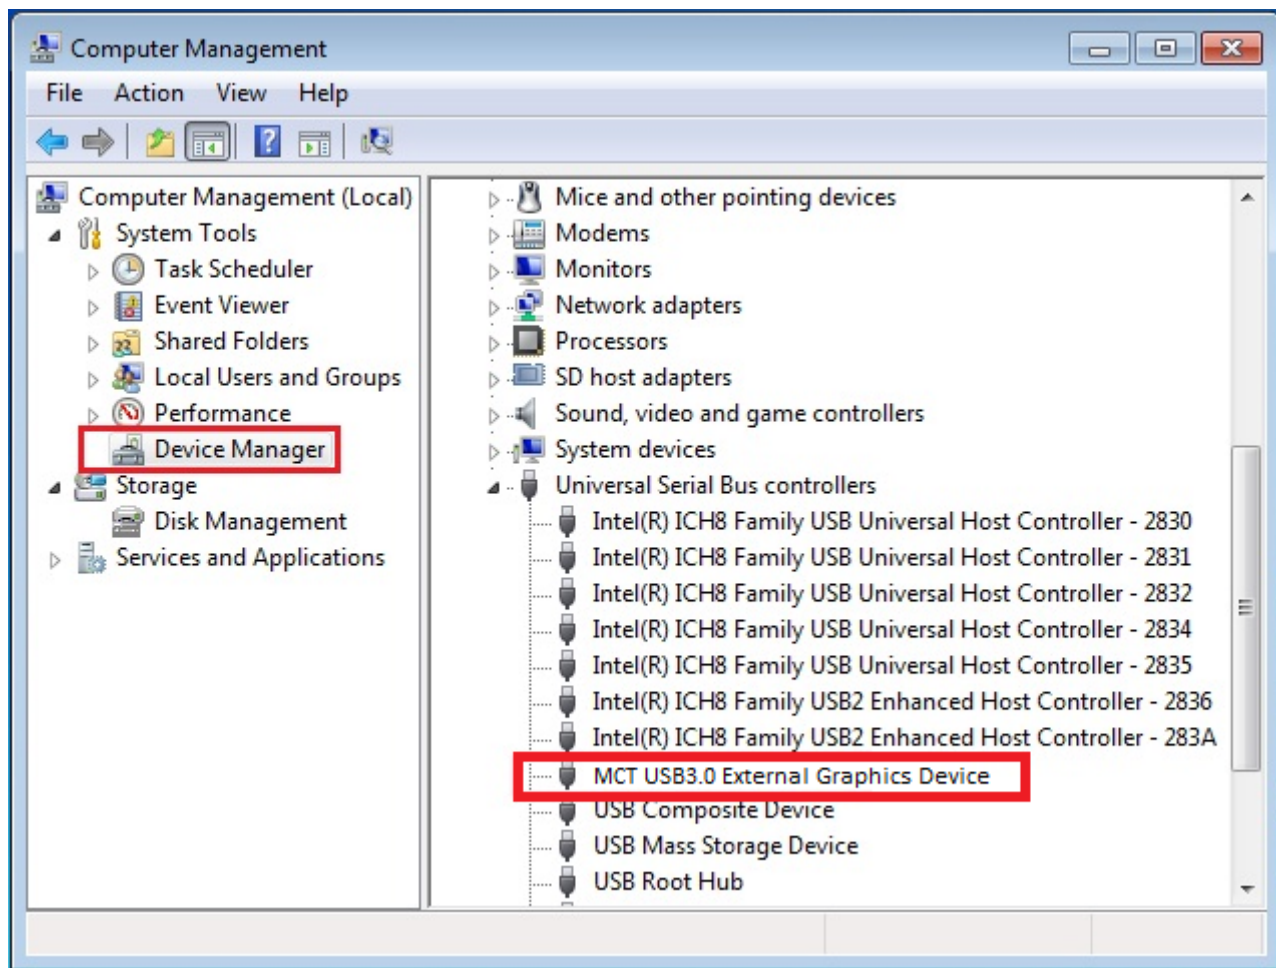 Computer Management
File Action View Help
Computer Management (Local)
System Tools
Task Scheduler
Event Viewer
Shared Folders
Local Users and Groups
Performance
Device Manager
Storage
Disk Management
Services and Applications
Mice and other pointing devices
Modems
Monitors
Network adapters
Processors
SD host adapters
Sound, video and game controllers
System devices
Universal Serial Bus controllers
Intel(R) ICH8 Family USB Universal Host Controller - 2830
Intel(R) ICH8 Family USB Universal Host Controller - 2831
Intel(R) ICH8 Family USB Universal Host Controller - 2832
Intel(R) ICH8 Family USB Universal Host Controller - 2834
Intel(R) ICH8 Family USB Universal Host Controller - 2835
Intel(R) ICH8 Family USB2 Enhanced Host Controller - 2836
Intel(R) ICH8 Family USB2 Enhanced Host Controller - 283A
MCT USB3.0 External Graphics Device
USB Composite Device
USB Mass Storage Device
USB Root Hub